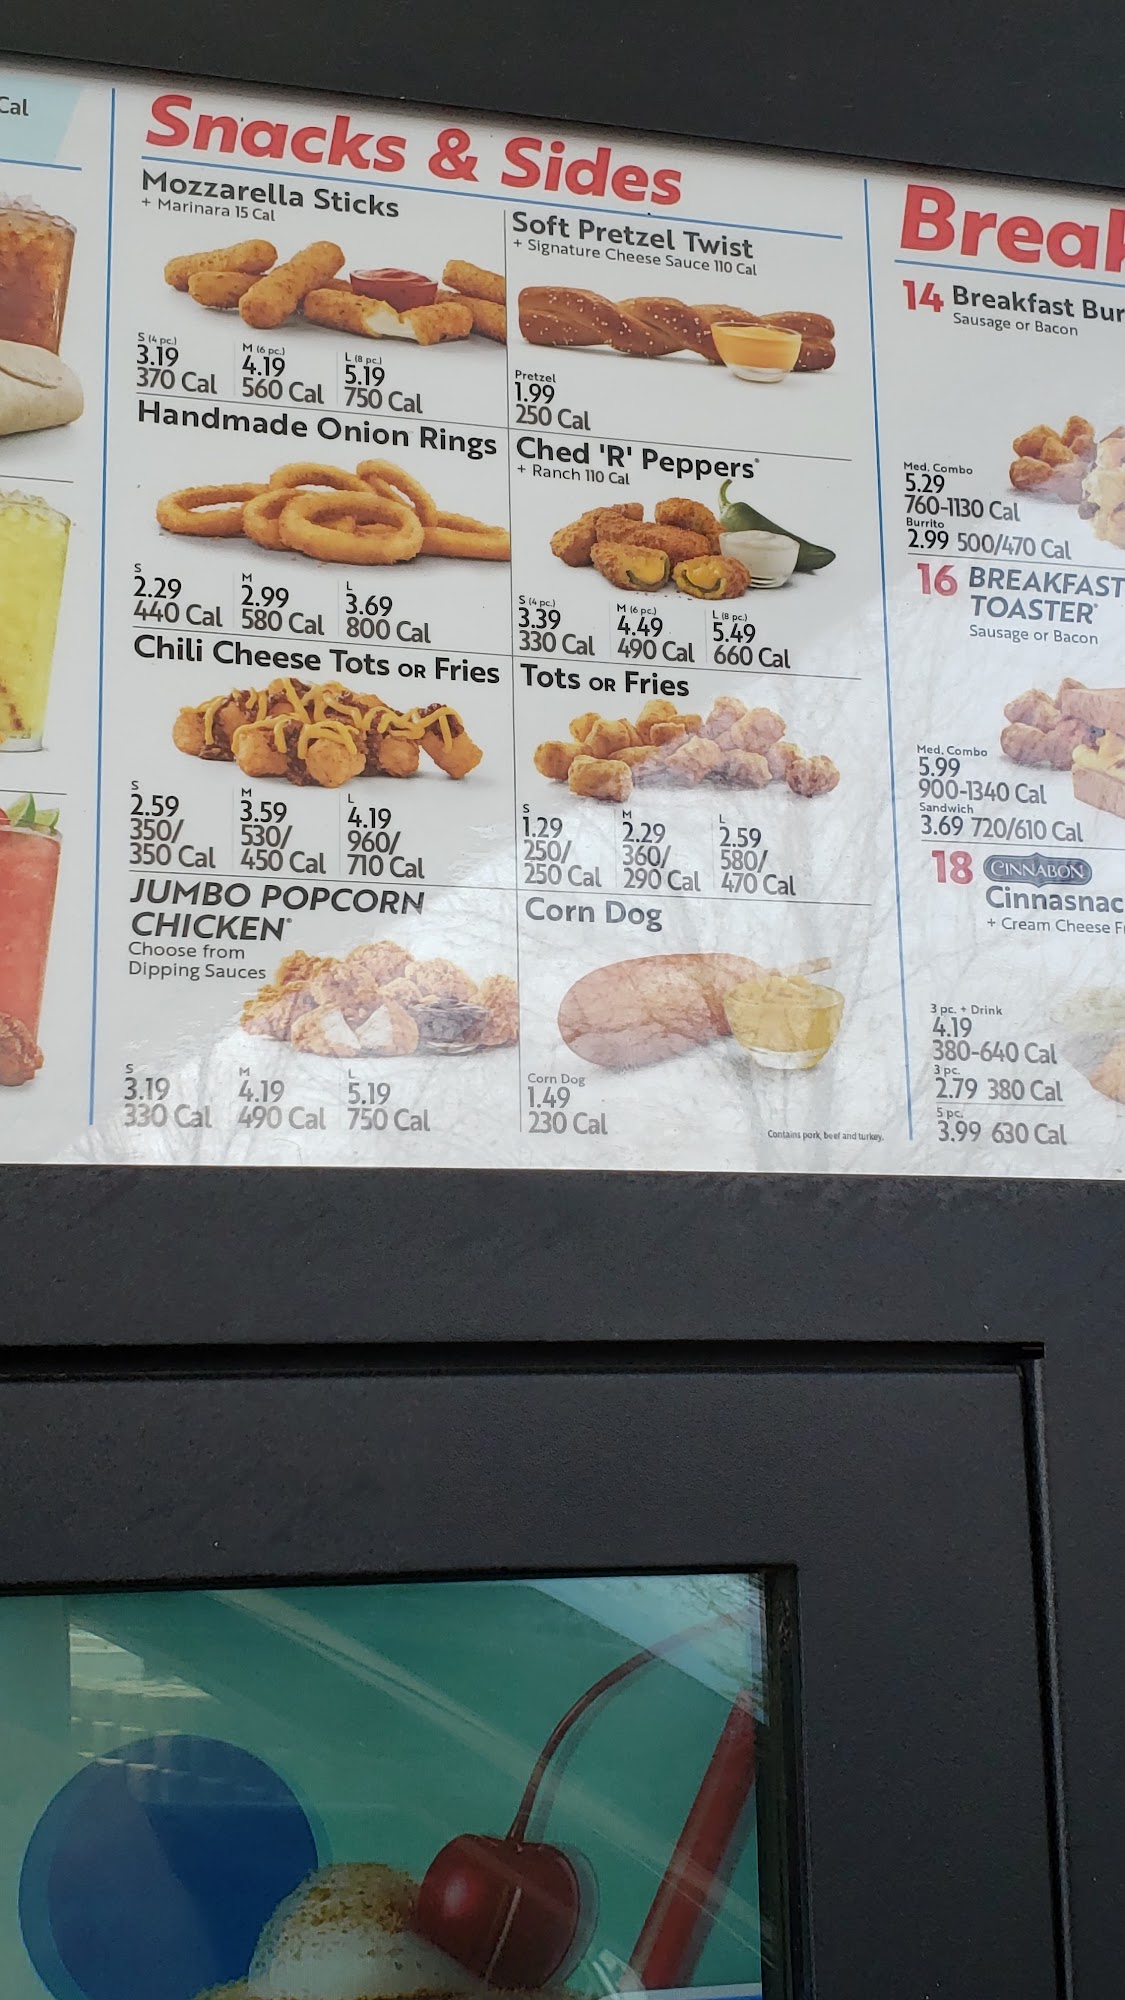 Cal
Snacks & Sides
Mozzarella Sticks
+ Marinara 15 Cal
S (4 pc.) M (6 pc.) L (8 pc.)
3.19 4.19 5.19
370 Cal 560 Cal 750 Cal
Soft Pretzel Twist
+ Signature Cheese Sauce 110 Cal
Pretzel
1.99
250 Cal
Handmade Onion Rings
S M L
2.29 2.99 3.69
440 Cal 580 Cal 800 Cal
Ched 'R' Peppers®
+ Ranch 110 Cal
S (4 pc.) M (6 pc.) L (8 pc.)
3.39 4.49 5.49
330 Cal 490 Cal 660 Cal
Chili Cheese Tots OR Fries
S M L
2.59 3.59 4.19
350/ 530/ 960/
350 Cal 450 Cal 710 Cal
Tots OR Fries
S M L
1.29 2.29 2.59
250/ 360/ 580/
250 Cal 290 Cal 470 Cal
JUMBO POPCORN
CHICKEN®
Choose from
Dipping Sauces
S M L
3.19 4.19 5.19
330 Cal 490 Cal 750 Cal
Corn Dog
Corn Dog
1.49
230 Cal
Contains pork, beef and turkey.
Break
14 Breakfast Bur
Sausage or Bacon
Med. Combo
5.29
760-1130 Cal
Burrito
2.99 500/470 Cal
16 BREAKFAST
TOASTER®
Sausage or Bacon
Med. Combo
5.99
900-1340 Cal
Sandwich
3.69 720/610 Cal
18 CINNABON
Cinnasnac
+ Cream Cheese F
3 pc. + Drink
4.19
380-640 Cal
3 pc.
2.79 380 Cal
5 pc.
3.99 630 Cal